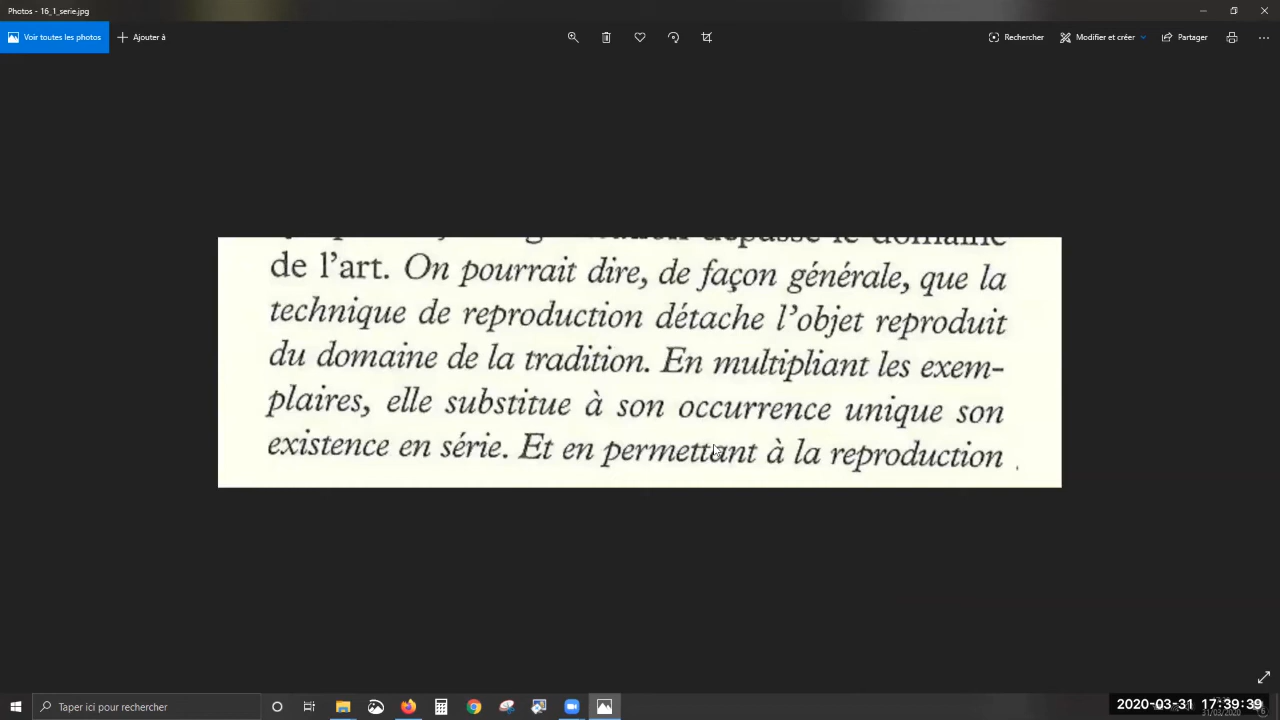 Photos - 16_1_serie.jpg
Voir toutes les photos
Ajouter à
Rechercher
Modifier et créer
Partager
dépasse le domaine
de l’art. On pourrait dire, de façon générale, que la
technique de reproduction détache l’objet reproduit
du domaine de la tradition. En multipliant les exem-
plaires, elle substitue à son occurrence unique son
existence en série. Et en permettant à la reproduction
Taper ici pour rechercher
2020-03-31 17:39:39